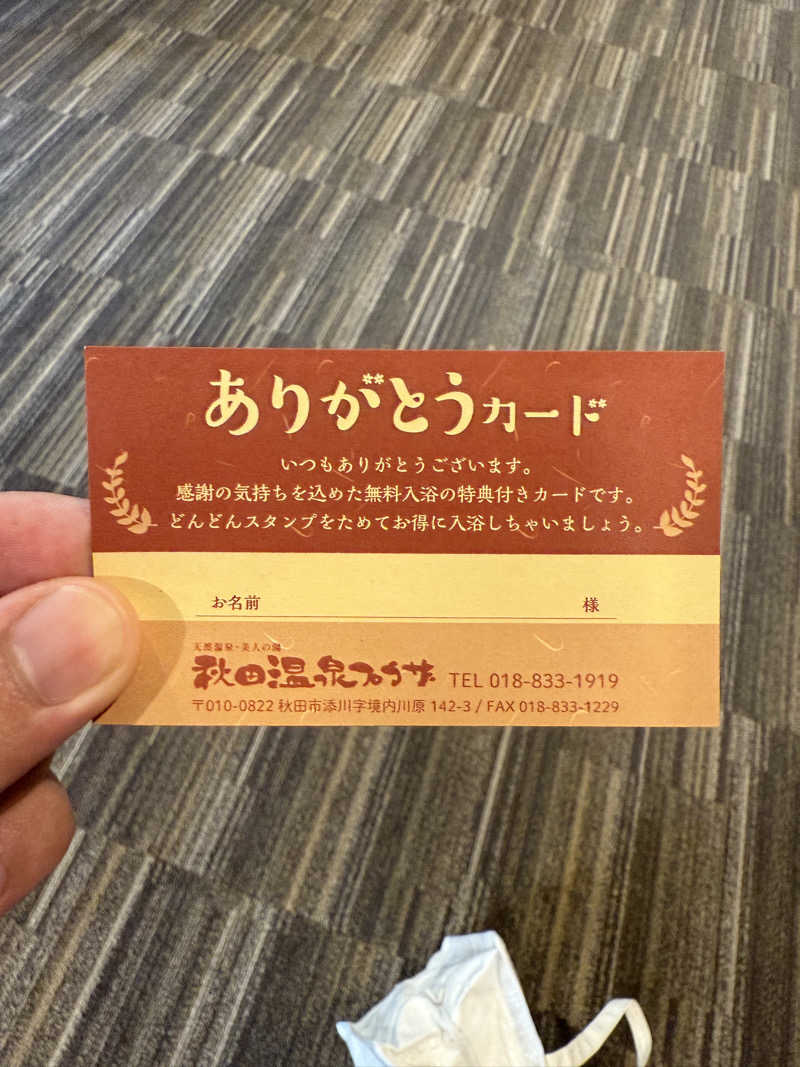 ありがとうカード
いつもありがとうございます。
感謝の気持ちを込めた無料入浴の特典付きカードです。
どんどんスタンプをためてお得に入浴しちゃいましょう。
お名前 様
天然温泉・美人の湯
秋田温泉プラザ TEL 018-833-1919
〒010-0822 秋田市添川字境内川原 142-3 / FAX 018-833-1229